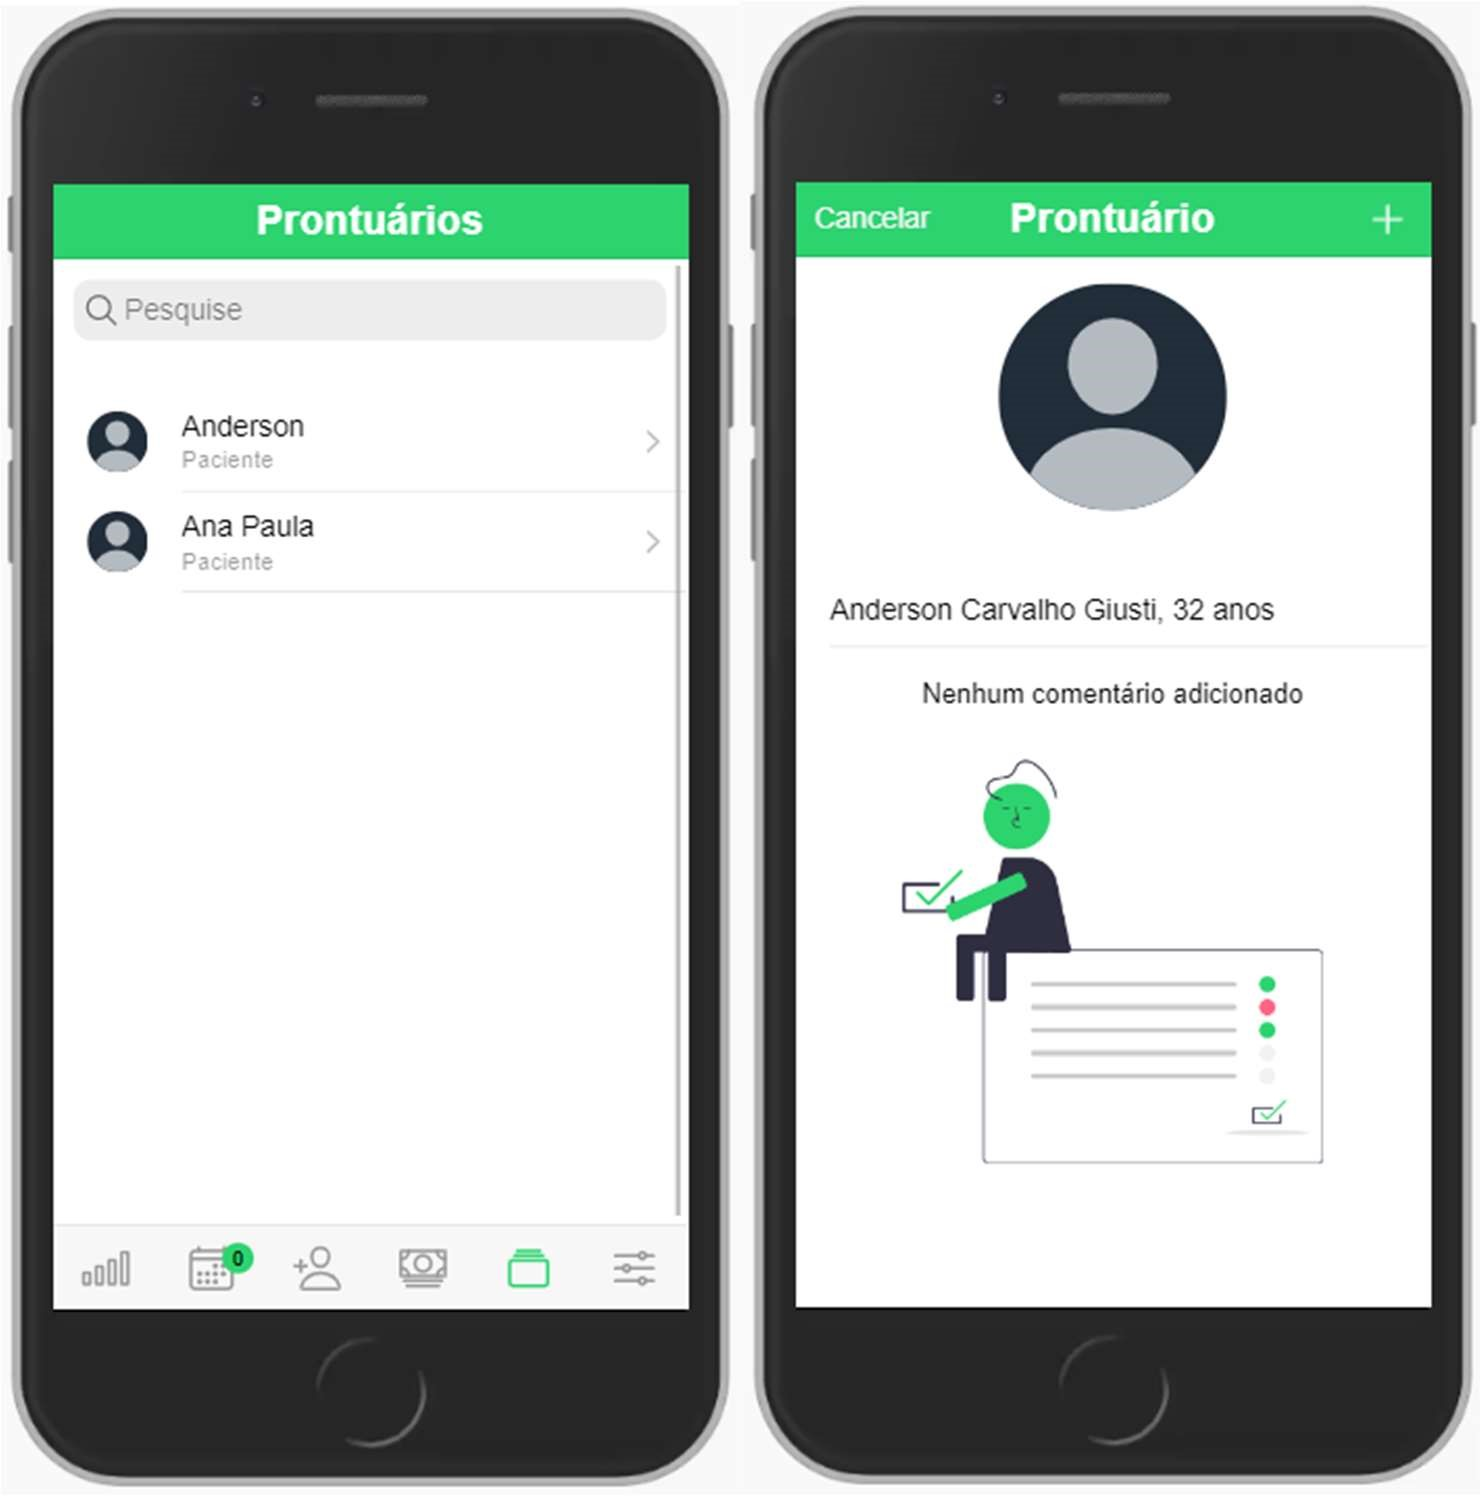 Prontuários
Pesquise
Anderson
Paciente
Ana Paula
Paciente
0
Cancelar
Prontuário
Anderson Carvalho Giusti, 32 anos
Nenhum comentário adicionado